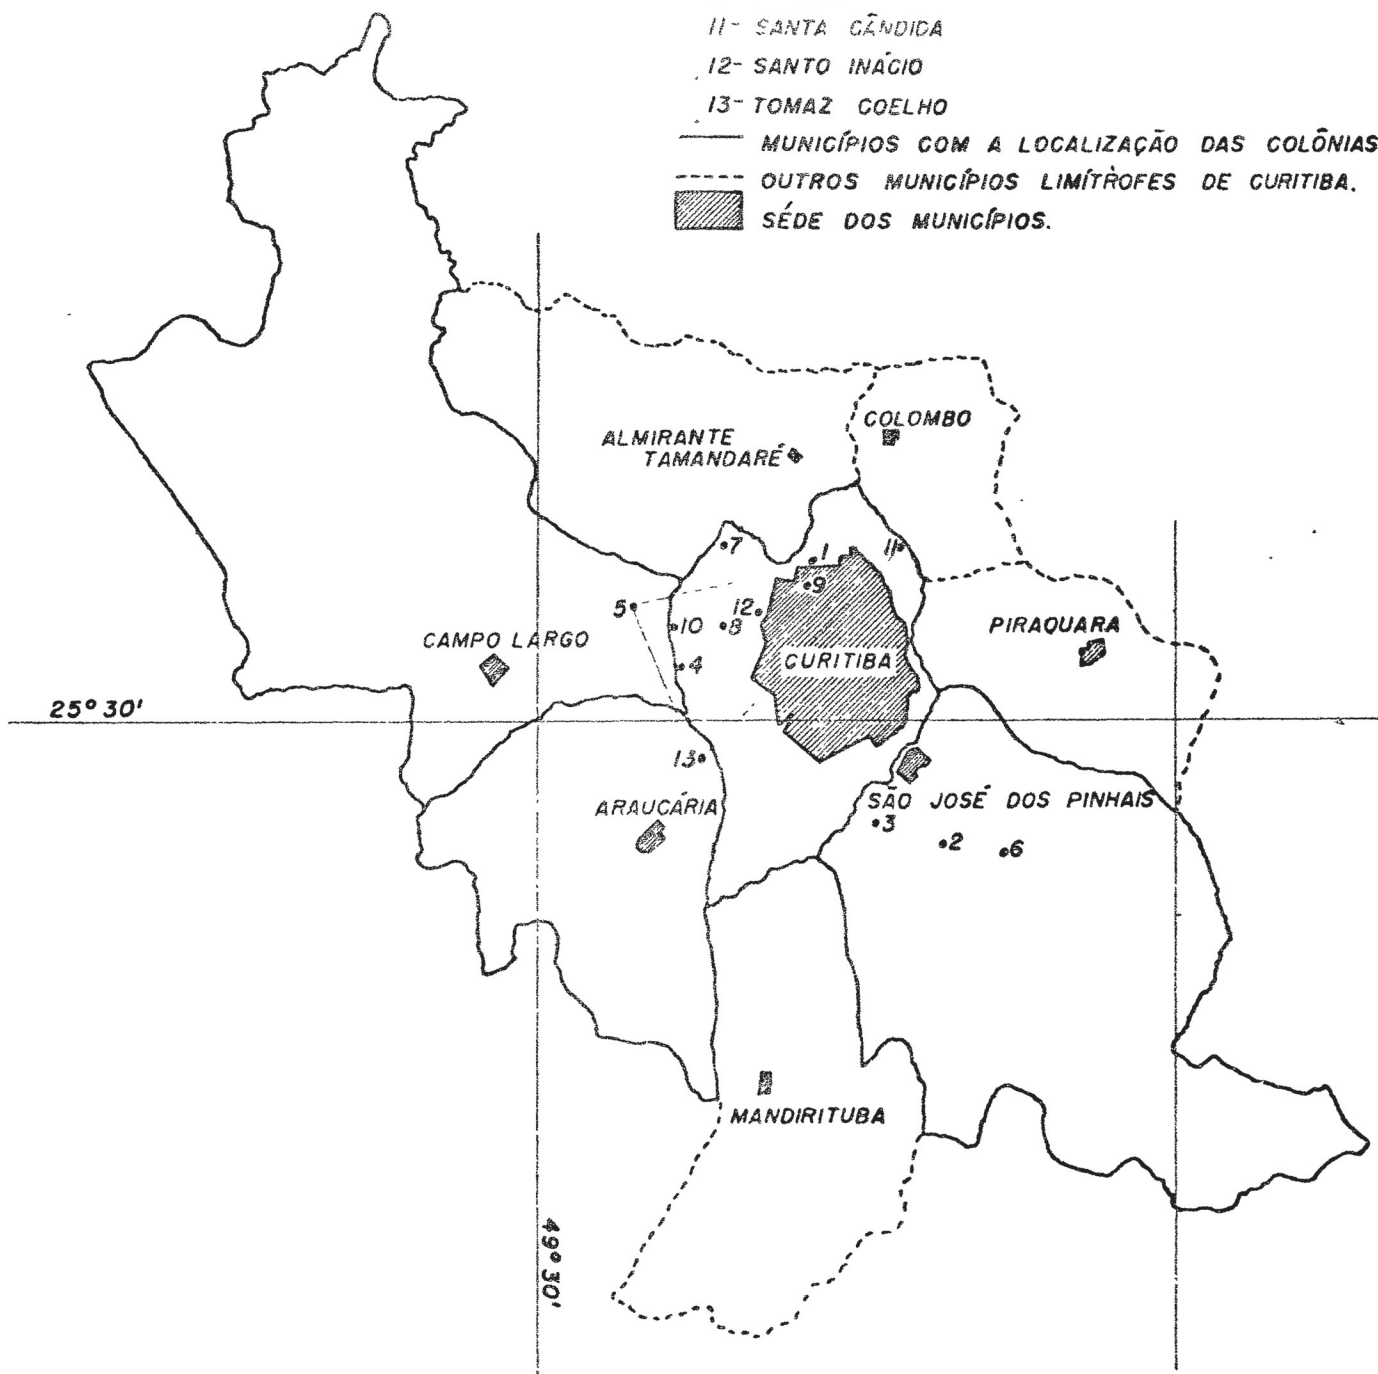 11- SANTA CÂNDIDA
12- SANTO INÁCIO
13- TOMAZ COELHO
MUNICÍPIOS COM A LOCALIZAÇÃO DAS COLÔNIAS
OUTROS MUNICÍPIOS LIMÍTROFES DE CURITIBA.
SÉDE DOS MUNICÍPIOS.
COLOMBO
ALMIRANTE
TAMANDARÉ
7
1
11
9
5
12
10
8
PIRAQUARA
CAMPO LARGO
4
CURITIBA
25° 30'
13
ARAUCÁRIA
SÃO JOSÉ DOS PINHAIS
3
2
6
MANDIRITUBA
49° 30'